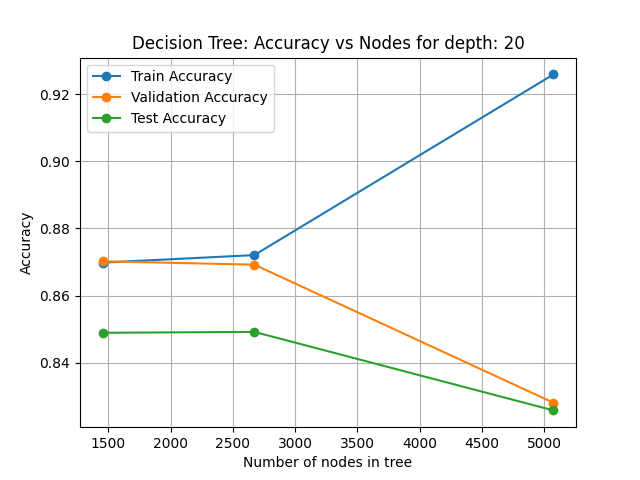 Decision Tree: Accuracy vs Nodes for depth: 20
Train Accuracy
Validation Accuracy
Test Accuracy
0.92
0.90
0.88
0.86
0.84
Accuracy
1500 2000 2500 3000 3500 4000 4500 5000
Number of nodes in tree